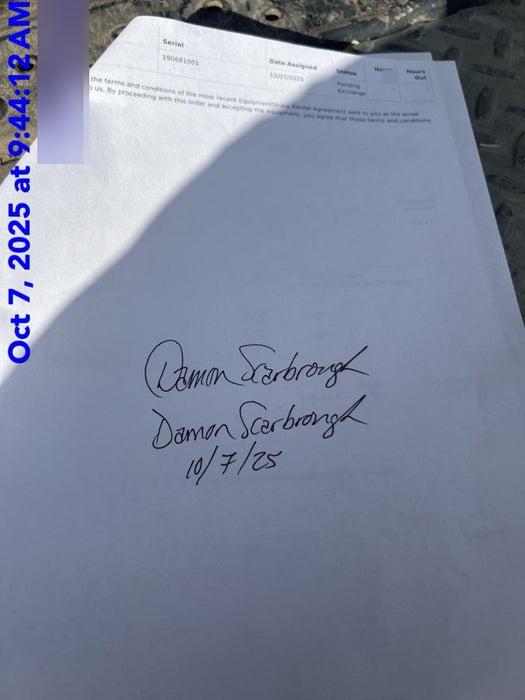 Oct 7, 2025 at 9:44:12 AM
Serial Date Assigned Status Hours Out
190681001 10/07/2025 Pending Exchange -
the terms and conditions of the most recent EquipmentShare Rental Agreement sent to you at the email
us. By proceeding with this order and accepting the equipment, you agree that those terms and conditions
Damon Scarbrough
Damon Scarbrough
10/7/25